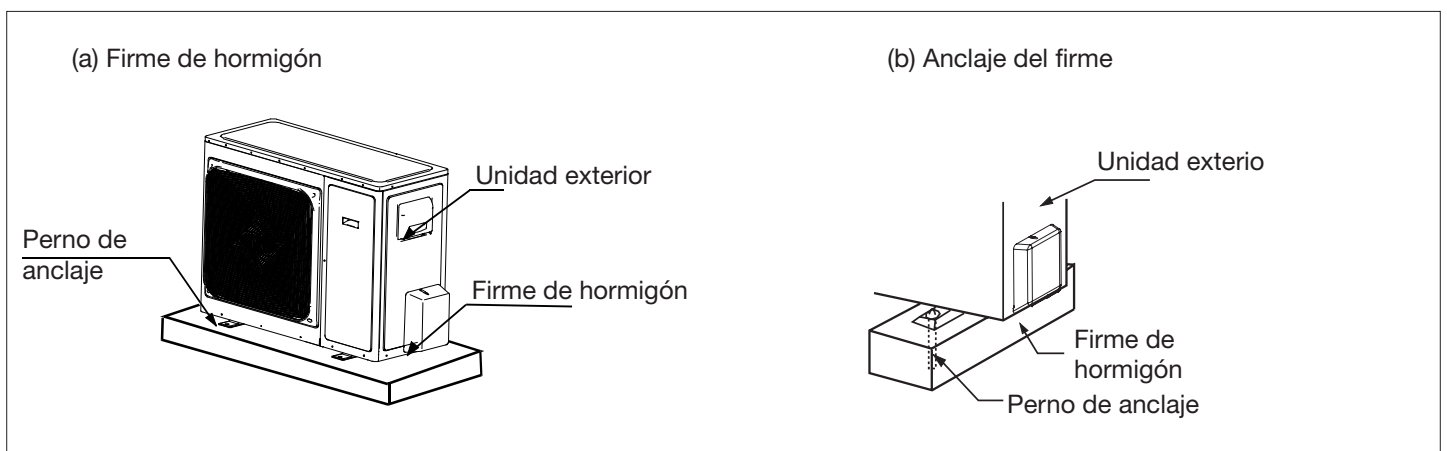 (a) Firme de hormigón
(b) Anclaje del firme
Unidad exterior
Perno de
anclaje
Firme de hormigón
Unidad exterio
Firme de
hormigón
Perno de anclaje